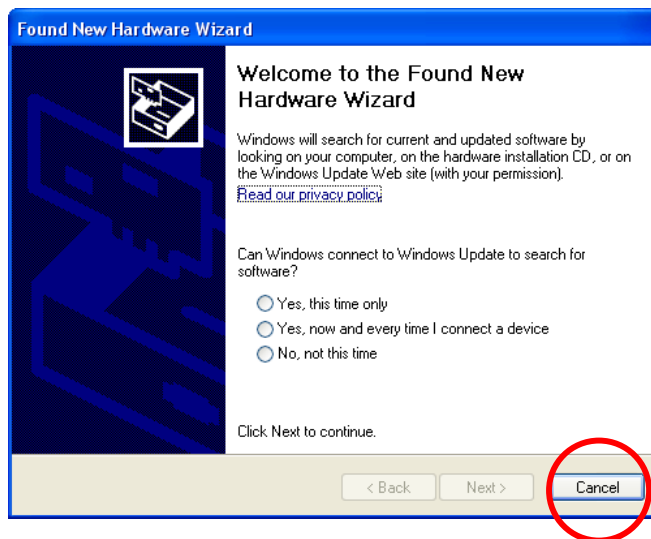 Found New Hardware Wizard
Welcome to the Found New
Hardware Wizard
Windows will search for current and updated software by
looking on your computer, on the hardware installation CD, or on
the Windows Update Web site (with your permission).
Read our privacy policy
Can Windows connect to Windows Update to search for
software?
Yes, this time only
Yes, now and every time I connect a device
No, not this time
Click Next to continue.
< Back
Next >
Cancel